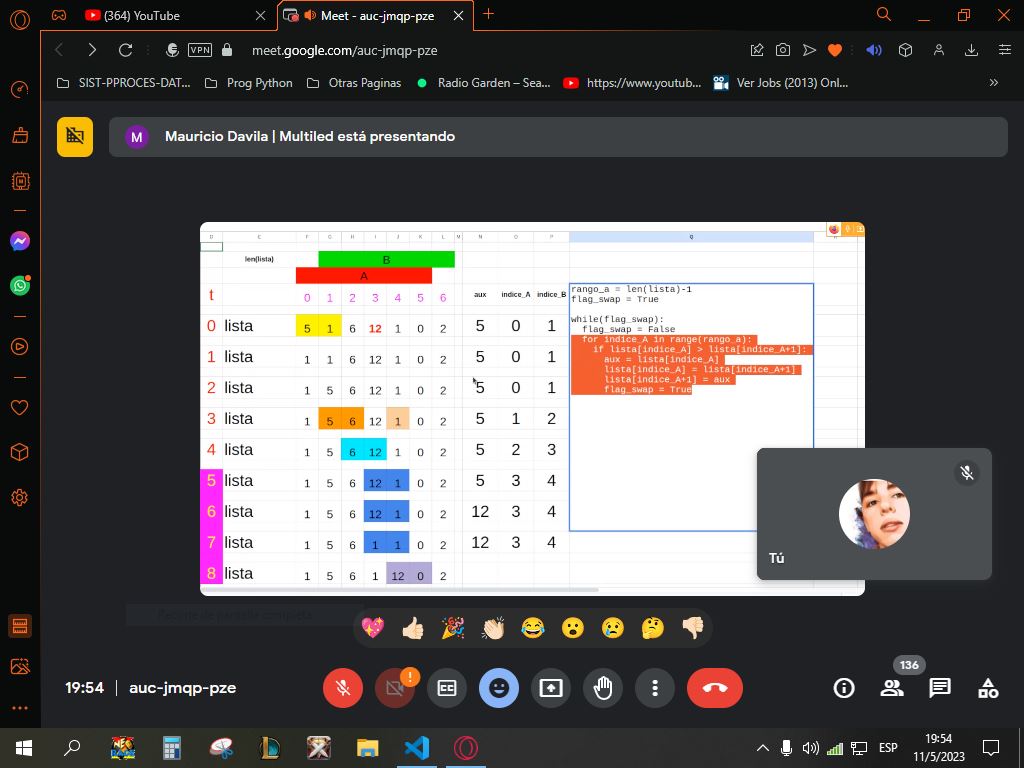 (364) YouTube
Meet - auc-jmqp-pze
VPN
meet.google.com/auc-jmqp-pze
SIST-PPROCES-DAT...
Prog Python
Otras Paginas
Radio Garden – Sea...
https://www.youtub...
Ver Jobs (2013) Onl...
»
M
Mauricio Davila | Multiled está presentando
D E F G H I J K L M N O P Q R
len(lista)
B
A
t 0 1 2 3 4 5 6 aux indice_A indice_B
0 lista 5 1 6 12 1 0 2 5 0 1
1 lista 1 1 6 12 1 0 2 5 0 1
2 lista 1 5 6 12 1 0 2 5 0 1
3 lista 1 5 6 12 1 0 2 5 1 2
4 lista 1 5 6 12 1 0 2 5 2 3
5 lista 1 5 6 12 1 0 2 5 3 4
6 lista 1 5 6 12 1 0 2 12 3 4
7 lista 1 5 6 1 1 0 2 12 3 4
8 lista 1 5 6 1 12 0 2
rango_a = len(lista)-1
flag_swap = True
while(flag_swap):
flag_swap = False
for indice_A in range(rango_a):
if lista[indice_A] > lista[indice_A+1]:
aux = lista[indice_A]
lista[indice_A] = lista[indice_A+1]
lista[indice_A+1] = aux
flag_swap = True
Tú
Recorte de pantalla completa
19:54 | auc-jmqp-pze
!
CC
136
ESP
19:54
11/5/2023